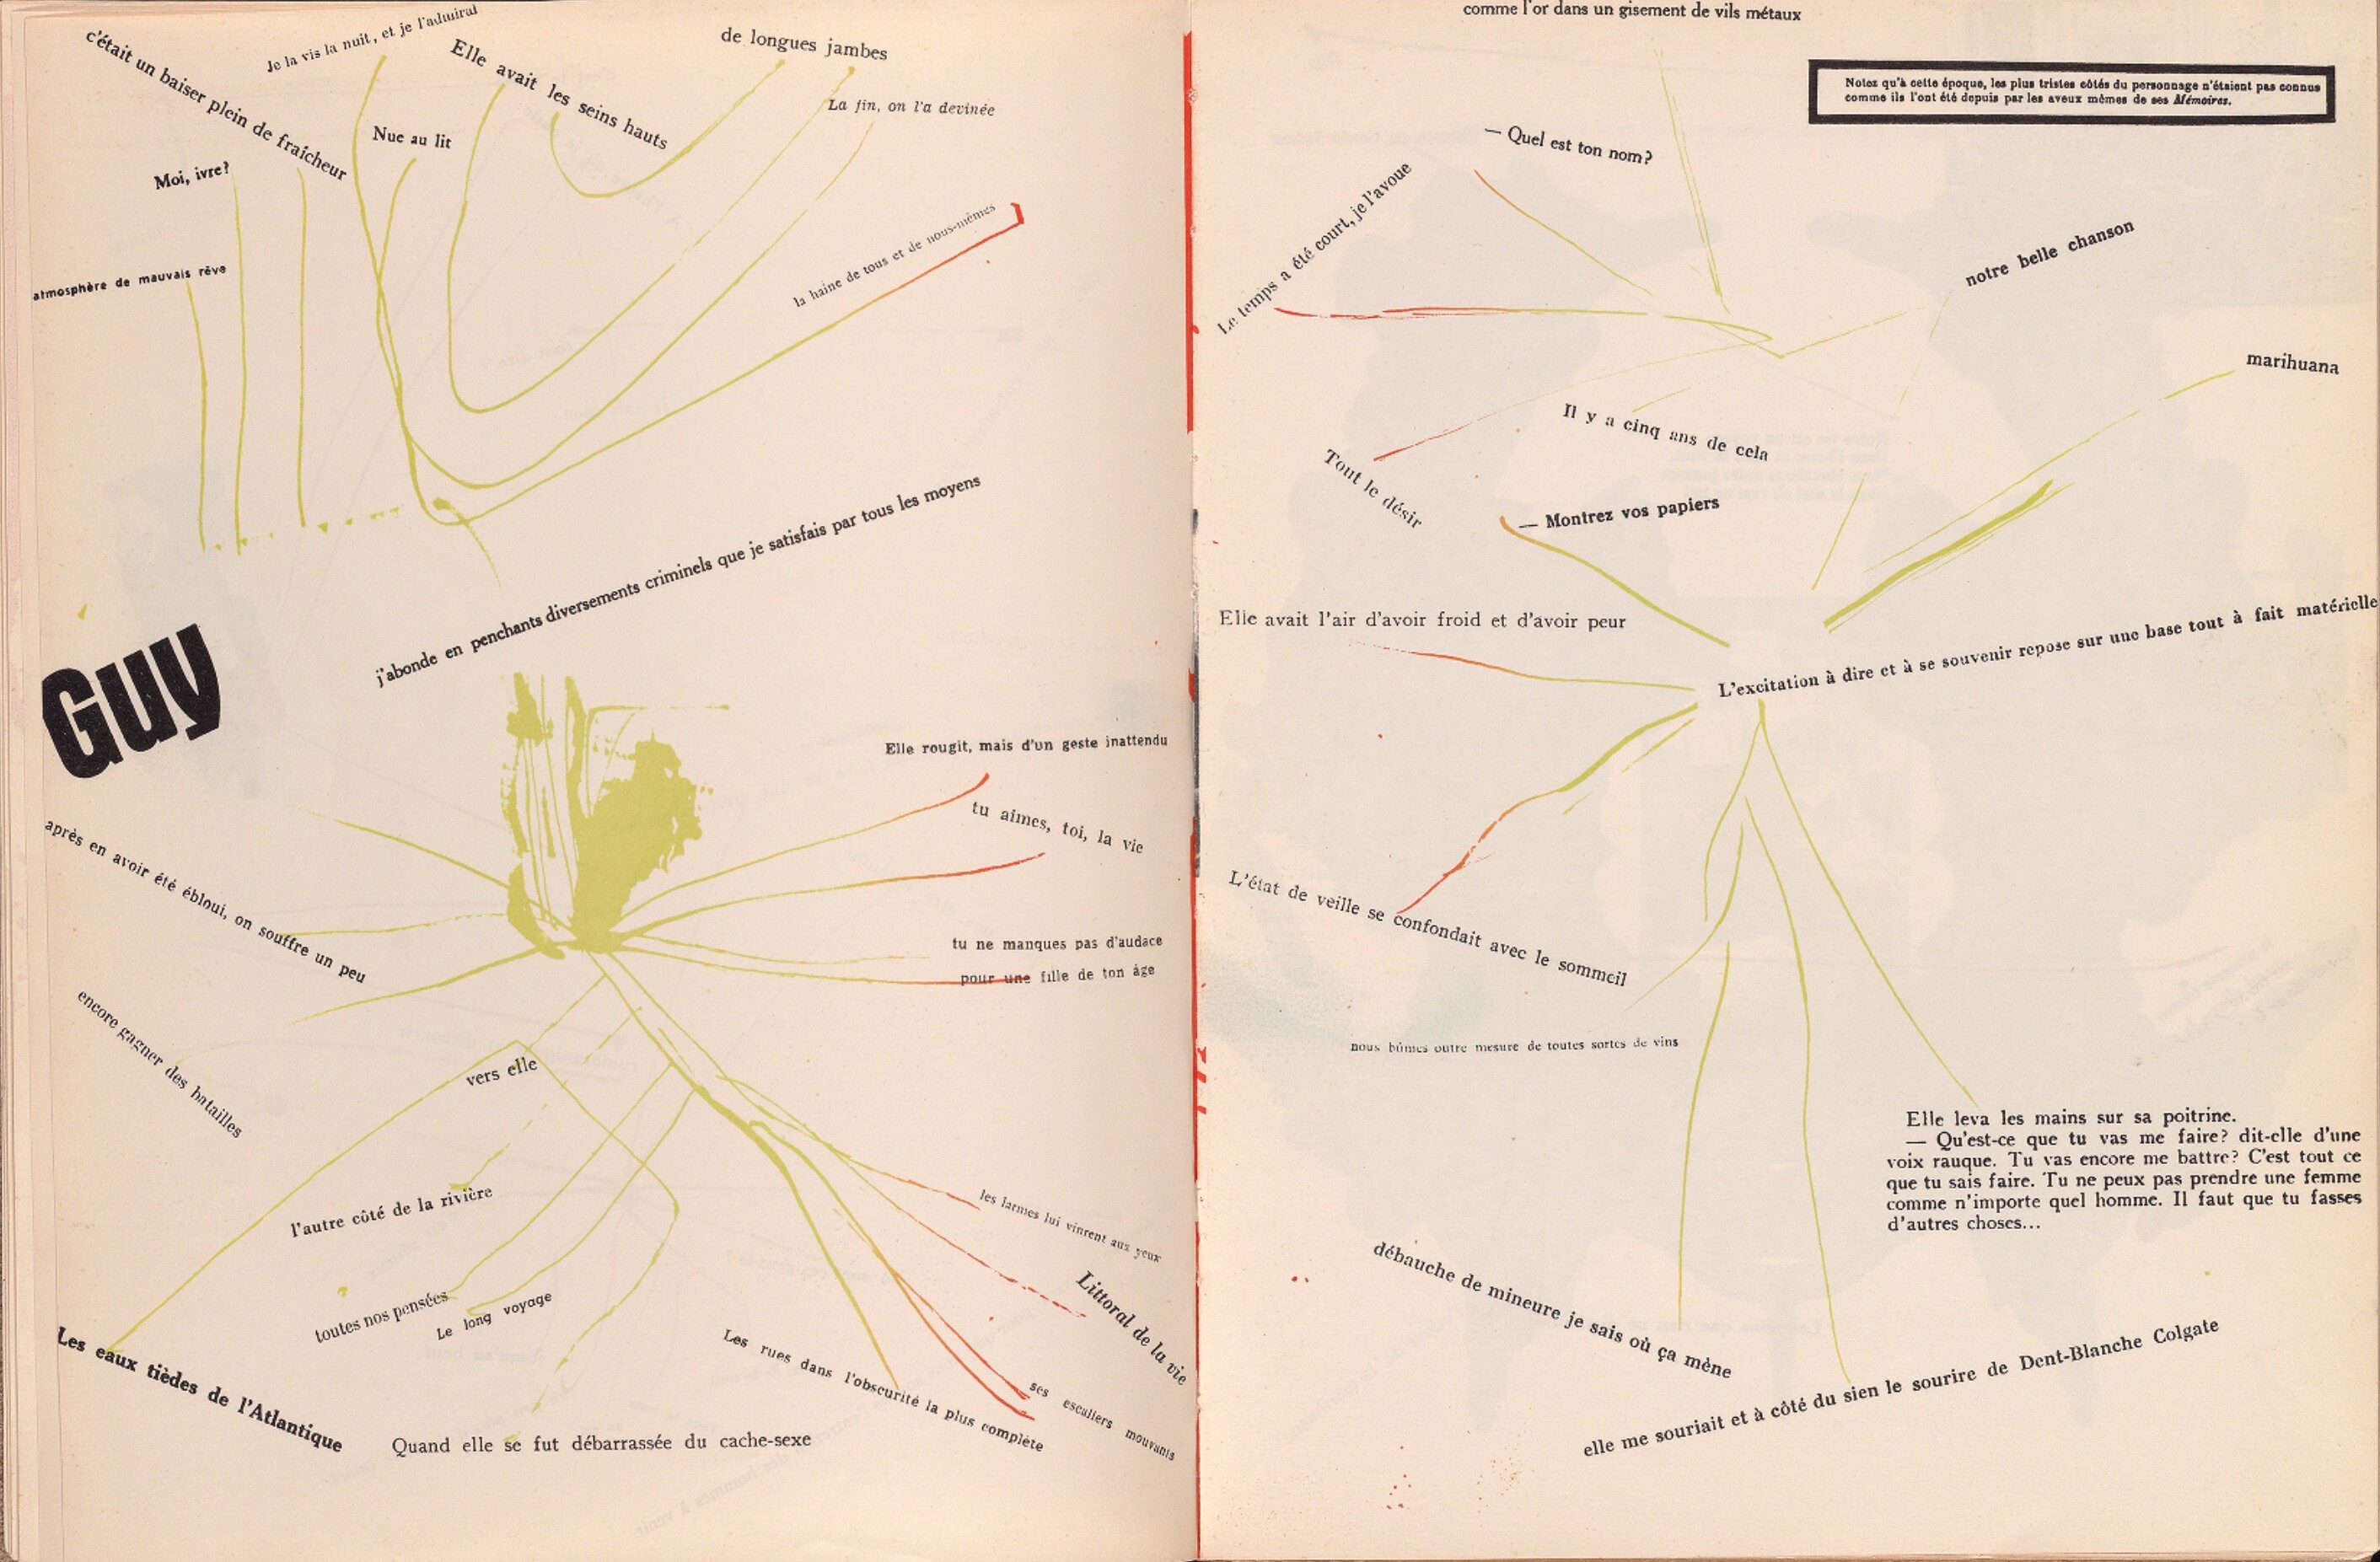 c'était un baiser plein de fraîcheur
Je la vis la nuit, et je l'admirai
Elle avait les seins hauts
de longues jambes
La fin, on l'a devinée
Nue au lit
Moi, ivre?
atmosphère de mauvais rêve
la haine de tous et de nous-mêmes
j'abonde en penchants diversements criminels que je satisfais par tous les moyens
Guy
Elle rougit, mais d'un geste inattendu
tu aimes, toi, la vie
après en avoir été ébloui, on souffre un peu
tu ne manques pas d'audace
pour une fille de ton âge
encore gagner des batailles
vers elle
l'autre côté de la rivière
les larmes lui vinrent aux yeux
toutes nos pensées
Le long voyage
Littoral de la vie
Les eaux tièdes de l'Atlantique
Les rues dans l'obscurité la plus complète
ses escaliers mouvants
Quand elle se fut débarrassée du cache-sexe
comme l'or dans un gisement de vils métaux
Notez qu'à cette époque, les plus tristes côtés du personnage n'étaient pas connus
comme ils l'ont été depuis par les aveux mêmes de ses Mémoires.
— Quel est ton nom?
Le temps a été court, je l'avoue
notre belle chanson
marihuana
Il y a cinq ans de cela
Tout le désir
— Montrez vos papiers
Elle avait l'air d'avoir froid et d'avoir peur
L'excitation à dire et à se souvenir repose sur une base tout à fait matérielle
L'état de veille se confondait avec le sommeil
nous bûmes outre mesure de toutes sortes de vins
Elle leva les mains sur sa poitrine.
— Qu'est-ce que tu vas me faire? dit-elle d'une
voix rauque. Tu vas encore me battre? C'est tout ce
que tu sais faire. Tu ne peux pas prendre une femme
comme n'importe quel homme. Il faut que tu fasses
d'autres choses...
débauche de mineure je sais où ça mène
elle me souriait et à côté du sien le sourire de Dent-Blanche Colgate